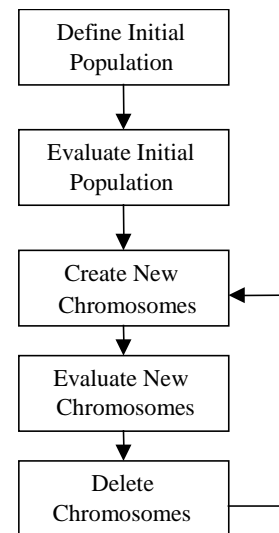 Define Initial
Population
Evaluate Initial
Population
Create New
Chromosomes
Evaluate New
Chromosomes
Delete
Chromosomes